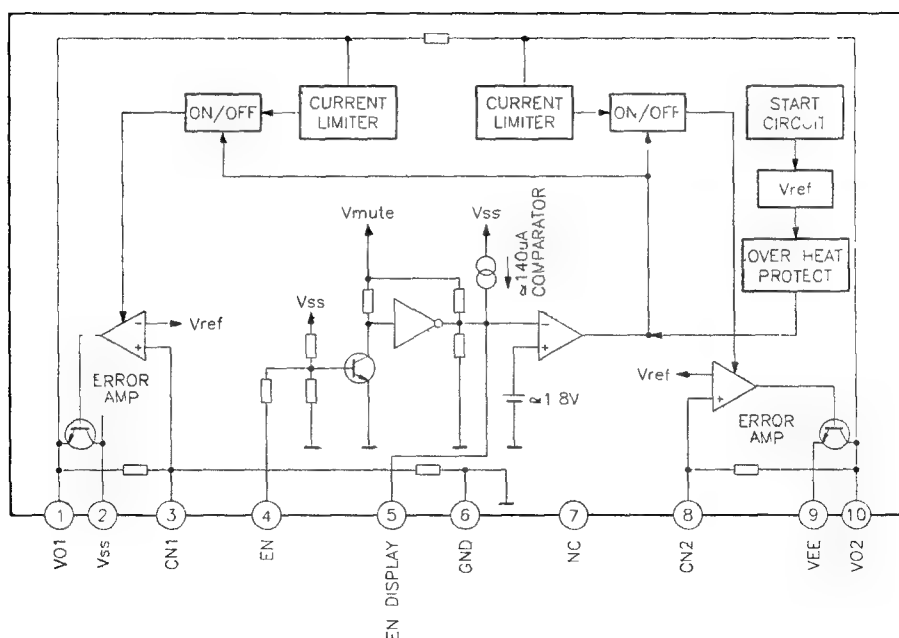 ON/OFF
CURRENT
LIMITER
CURRENT
LIMITER
ON/OFF
START
CIRCUIT
Vref
OVER HEAT
PROTECT
Vmute
Vss
≃140uA
COMPARATOR
Vss
Vref
-
+
ERROR
AMP
-
+
≃1 8V
Vref
-
+
ERROR
AMP
1
2
3
4
5
6
7
8
9
10
VO1
Vss
CN1
EN
EN DISPLAY
GND
NC
CN2
VEE
VO2